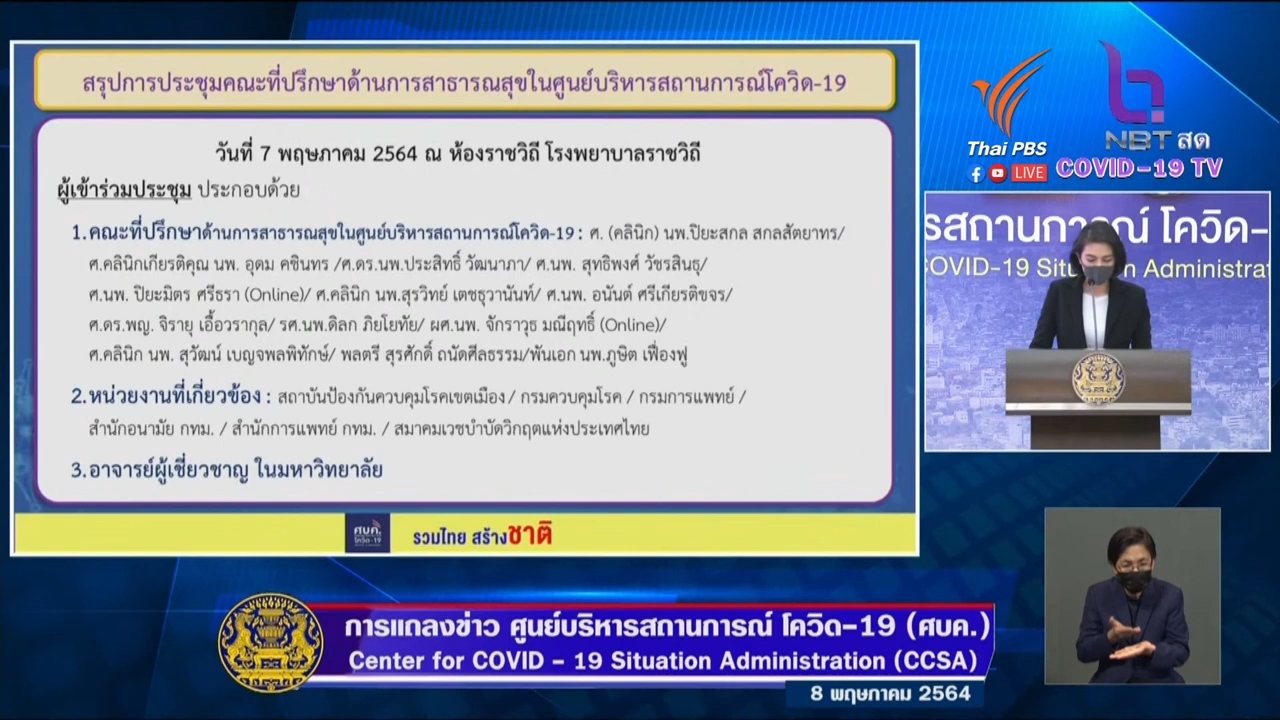 สรุปการประชุมคณะที่ปรึกษาด้านการสาธารณสุขในศูนย์บริหารสถานการณ์โควิด-19
วันที่ 7 พฤษภาคม 2564 ณ ห้องราชวิถี โรงพยาบาลราชวิถี
ผู้เข้าร่วมประชุม ประกอบด้วย
1. คณะที่ปรึกษาด้านการสาธารณสุขในศูนย์บริหารสถานการณ์โควิด-19 : ศ. (คลินิก) นพ.ปิยะสกล สกลสัตยาทร/
ศ.คลินิกเกียรติคุณ นพ. อุดม คชินทร /ศ.ดร.นพ.ประสิทธิ์ วัฒนาภา/ ศ.นพ. สุทธิพงศ์ วัชรสินธุ/
ศ.นพ. ปิยะมิตร ศรีธรา (Online)/ ศ.คลินิก นพ.สุรวิทย์ เตชธุวานันท์/ ศ.นพ. อนันต์ ศรีเกียรติขจร/
ศ.ดร.พญ. จิรายุ เอื้อวรากุล/ รศ.นพ.ดิลก ภิยโยทัย/ ผศ.นพ. จักราวุธ มณีฤทธิ์ (Online)/
ศ.คลินิก นพ. สุวัฒน์ เบญจพลพิทักษ์/ พลตรี สุรศักดิ์ ถนัดศีลธรรม/พันเอก นพ.ภูษิต เฟื่องฟู
2. หน่วยงานที่เกี่ยวข้อง : สถาบันป้องกันควบคุมโรคเขตเมือง / กรมควบคุมโรค / กรมการแพทย์ /
สำนักอนามัย กทม. / สำนักการแพทย์ กทม. / สมาคมเวชบำบัดวิกฤตแห่งประเทศไทย
3. อาจารย์ผู้เชี่ยวชาญ ในมหาวิทยาลัย
ศบค.
โควิด-19
รวมไทย สร้างชาติ
Thai PBS
LIVE
NBT สด
COVID-19 TV
รสถานการณ์ โควิด-
COVID-19 Situation Administrat
การแถลงข่าว ศูนย์บริหารสถานการณ์ โควิด-19 (ศบค.)
Center for COVID - 19 Situation Administration (CCSA)
8 พฤษภาคม 2564